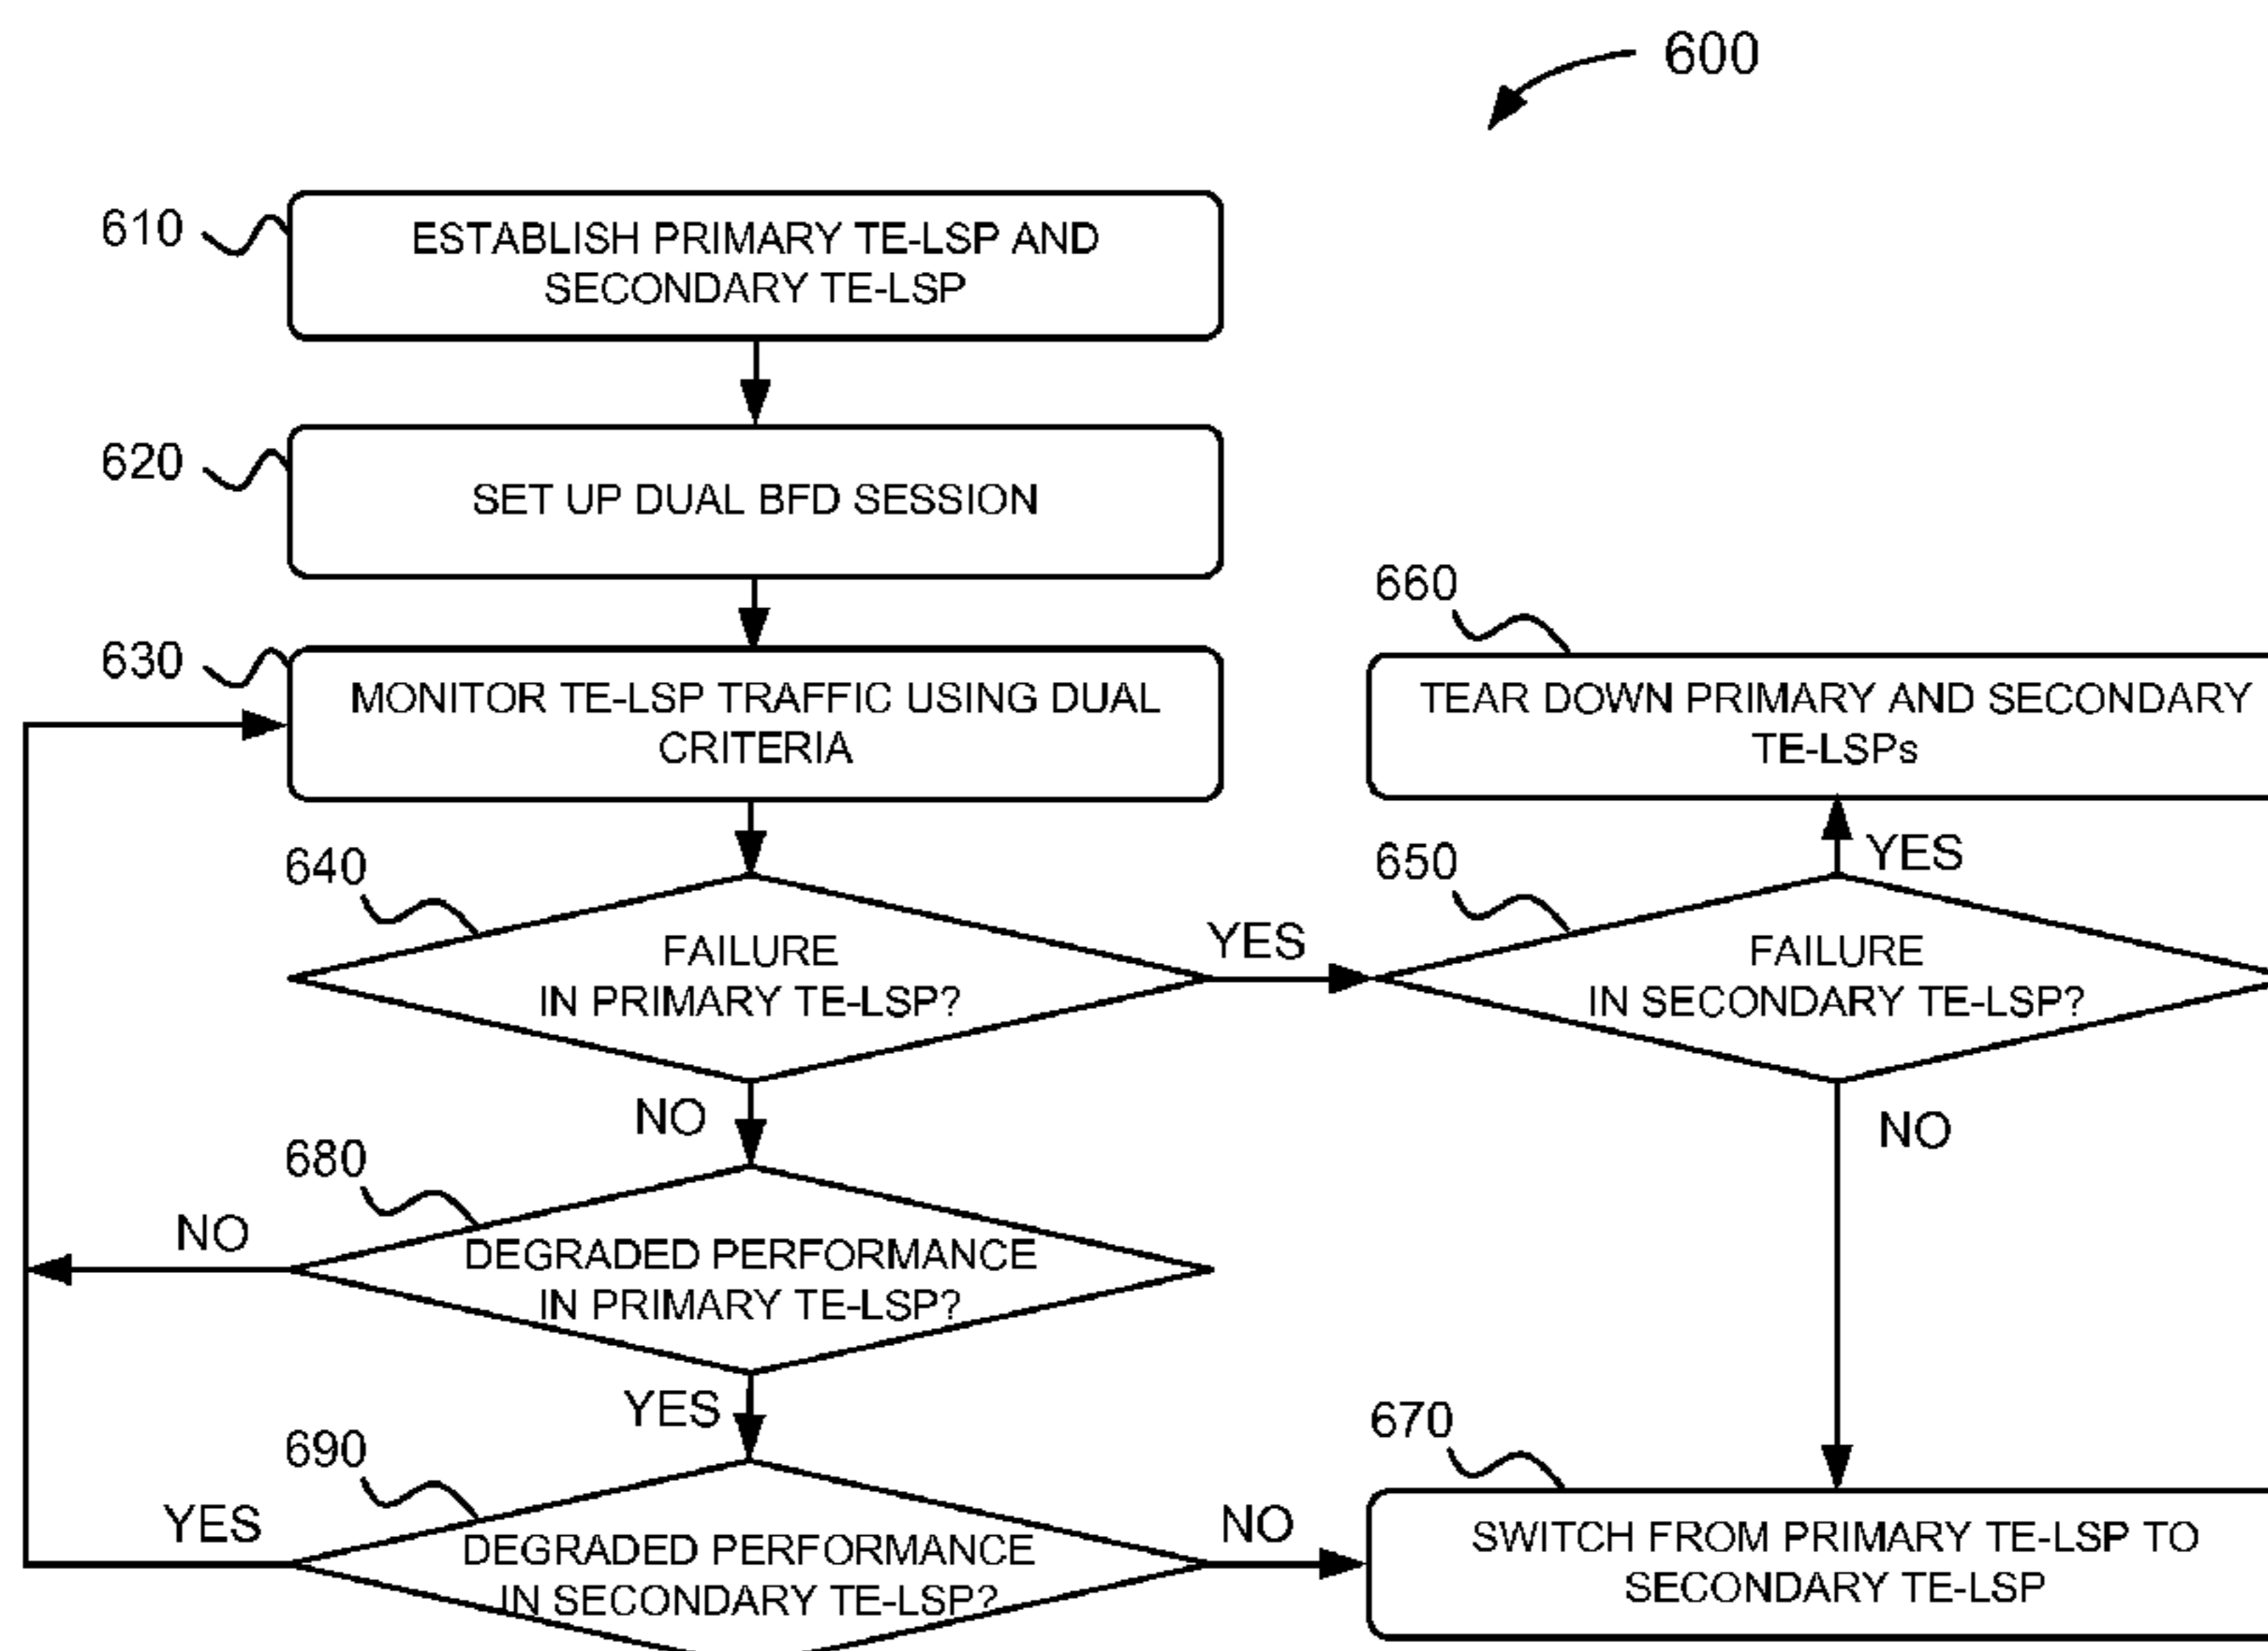 600
610
ESTABLISH PRIMARY TE-LSP AND
SECONDARY TE-LSP
620
SET UP DUAL BFD SESSION
630
MONITOR TE-LSP TRAFFIC USING DUAL
CRITERIA
660
TEAR DOWN PRIMARY AND SECONDARY
TE-LSPs
640
FAILURE
IN PRIMARY TE-LSP?
YES
650
YES
FAILURE
IN SECONDARY TE-LSP?
NO
NO
680
NO
DEGRADED PERFORMANCE
IN PRIMARY TE-LSP?
YES
690
YES
DEGRADED PERFORMANCE
IN SECONDARY TE-LSP?
NO
670
SWITCH FROM PRIMARY TE-LSP TO
SECONDARY TE-LSP